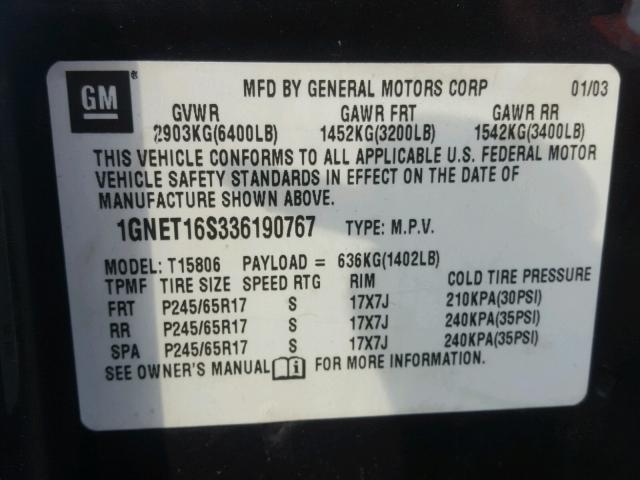 GM ®
MFD BY GENERAL MOTORS CORP 01/03
GVWR GAWR FRT GAWR RR
2903KG(6400LB) 1452KG(3200LB) 1542KG(3400LB)
THIS VEHICLE CONFORMS TO ALL APPLICABLE U.S. FEDERAL MOTOR
VEHICLE SAFETY STANDARDS IN EFFECT ON THE DATE OF
MANUFACTURE SHOWN ABOVE.
1GNET16S336190767 TYPE: M.P.V.
MODEL: T15806 PAYLOAD = 636KG(1402LB)
TPMF TIRE SIZE SPEED RTG RIM COLD TIRE PRESSURE
FRT P245/65R17 S 17X7J 210KPA(30PSI)
RR P245/65R17 S 17X7J 240KPA(35PSI)
SPA P245/65R17 S 17X7J 240KPA(35PSI)
SEE OWNER'S MANUAL i FOR MORE INFORMATION.